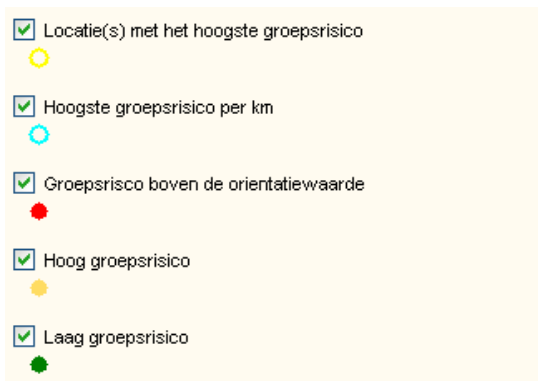 Locatie(s) met het hoogste groepsrisico
Hoogste groepsrisico per km
Groepsrisco boven de orientatiewaarde
Hoog groepsrisico
Laag groepsrisico